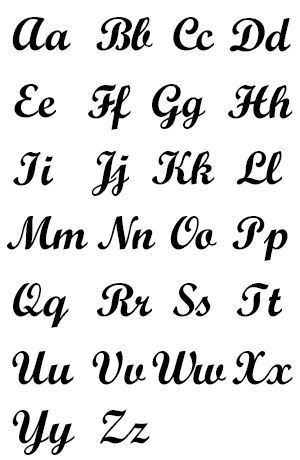 Aa Bb Cc Dd
Ee Ff Gg Hh
Ii Jj Kk Ll
Mm Nn Oo Pp
Qq Rr Ss Tt
Uu Vv Ww Xx
Yy Zz